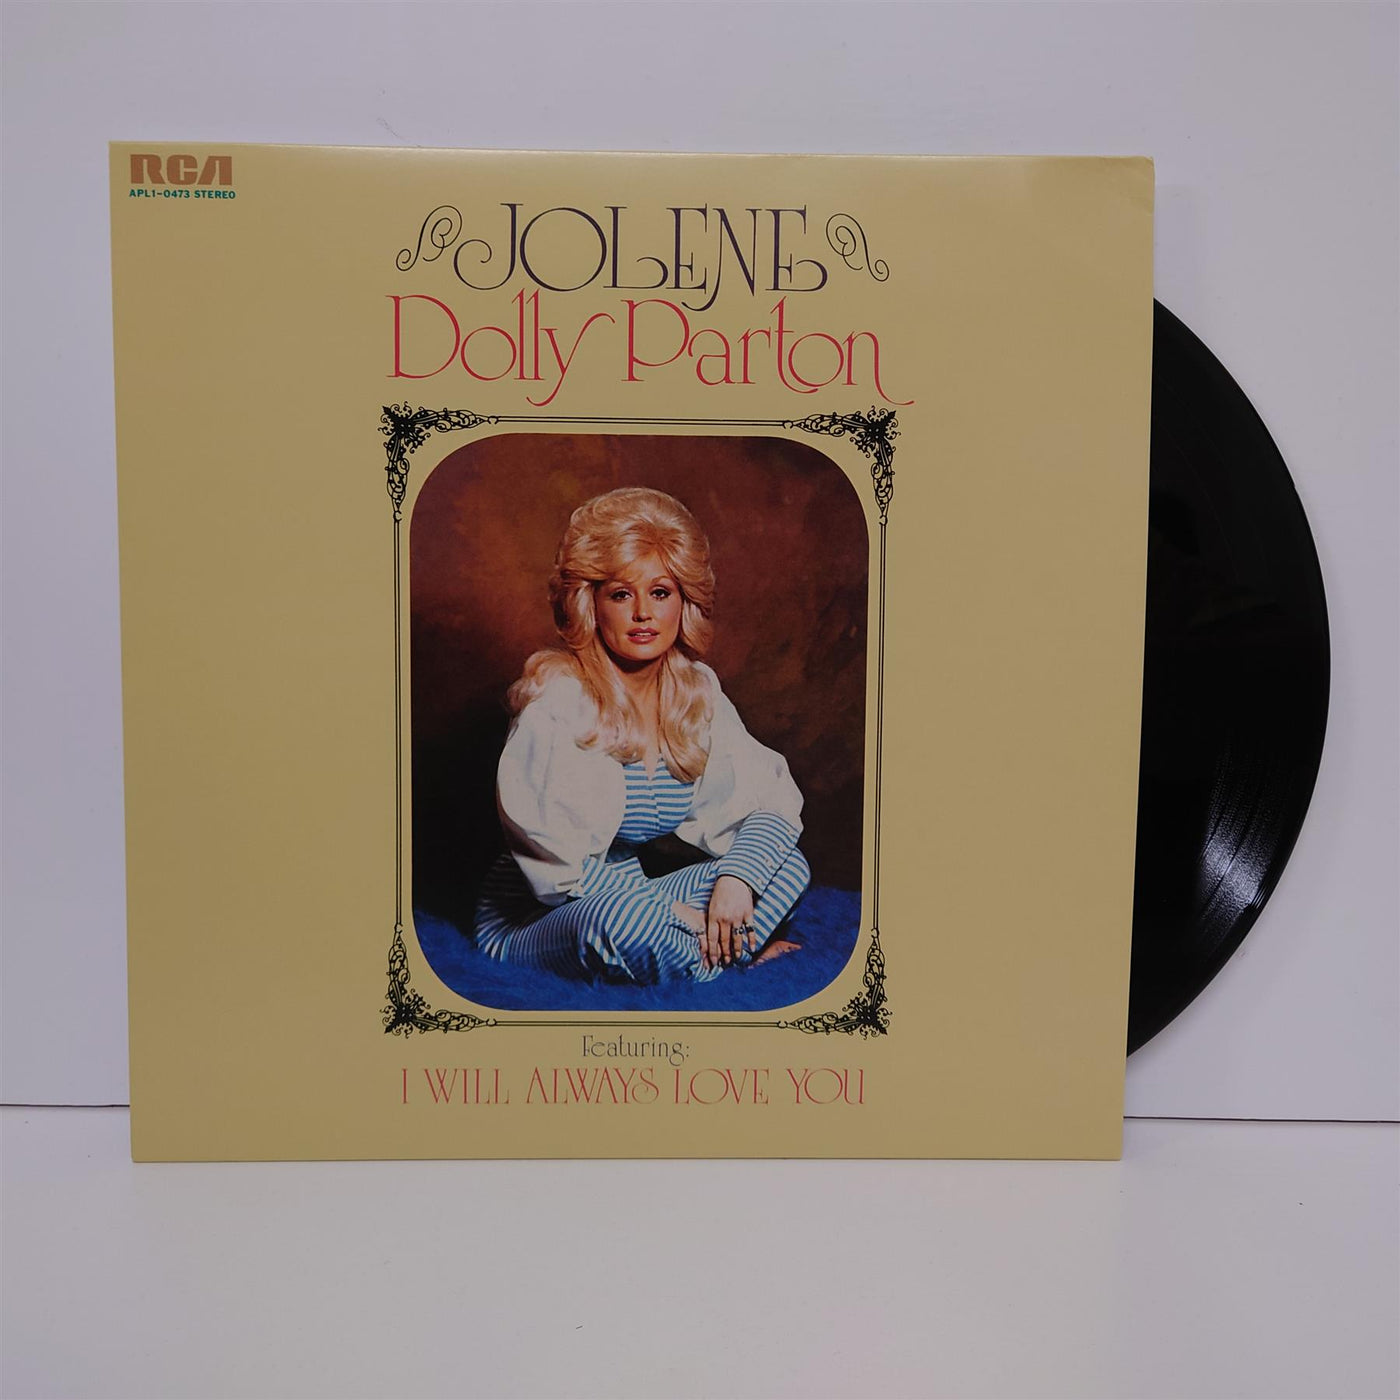 RCA
APL1-0473 STEREO
JOLENE
Dolly Parton
Featuring:
I WILL ALWAYS LOVE YOU